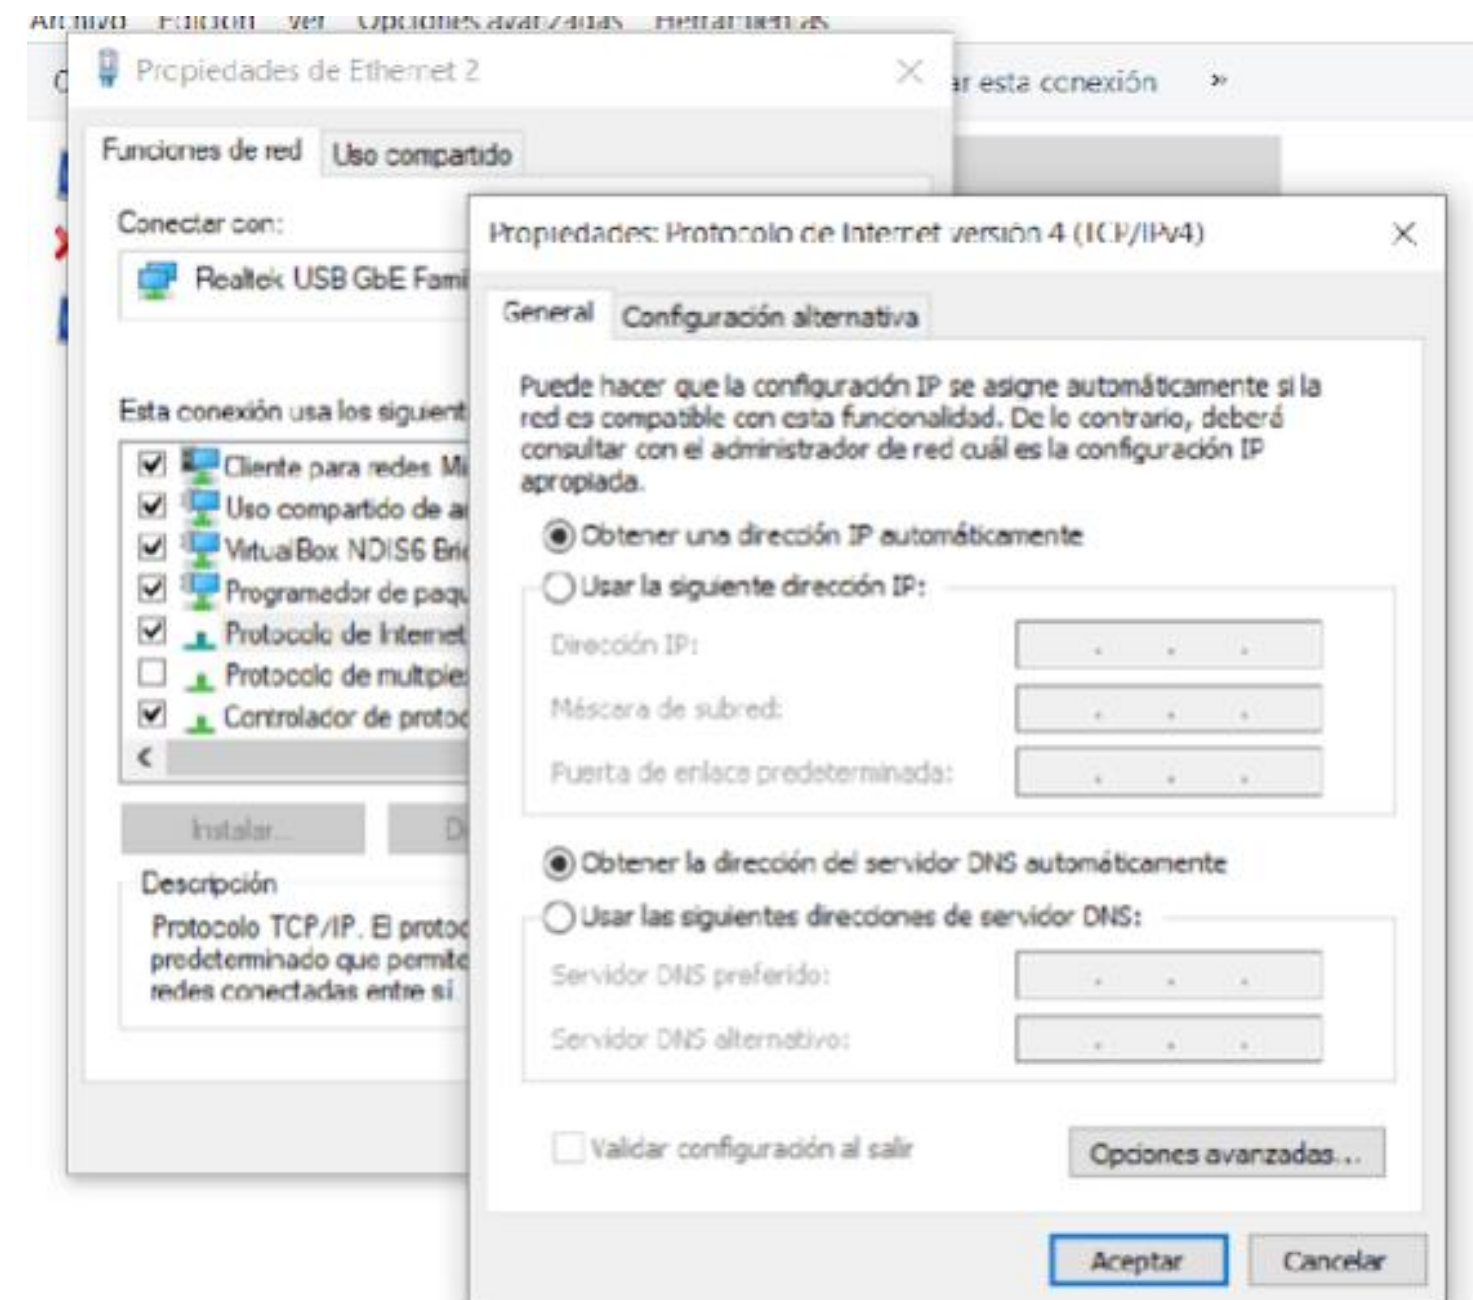 Archivo Edición Ver Opciones avanzadas Herramientas
Propiedades de Ethernet 2
ar esta conexión »
Funciones de red Uso compartido
Conectar con:
Realtek USB GbE Fami
Esta conexión usa los siguient
Cliente para redes Mi
Uso compartido de a
VirtualBox NDIS6 Bri
Programador de paqu
Protocolo de Internet
Protocolo de multiple
Controlador de protoc
Instalar...
Descripción
Protocolo TCP/IP. El protoc
predeterminado que permite
redes conectadas entre sí
Propiedades: Protocolo de Internet versión 4 (TCP/IPv4)
General Configuración alternativa
Puede hacer que la configuración IP se asigne automáticamente si la
red es compatible con esta funcionalidad. De lo contrario, deberá
consultar con el administrador de red cuál es la configuración IP
apropiada.
Obtener una dirección IP automáticamente
Usar la siguiente dirección IP:
Dirección IP:
Máscara de subred:
Puerta de enlace predeterminada:
Obtener la dirección del servidor DNS automáticamente
Usar las siguientes direcciones de servidor DNS:
Servidor DNS preferido:
Servidor DNS alternativo:
Validar configuración al salir
Opciones avanzadas...
Aceptar Cancelar